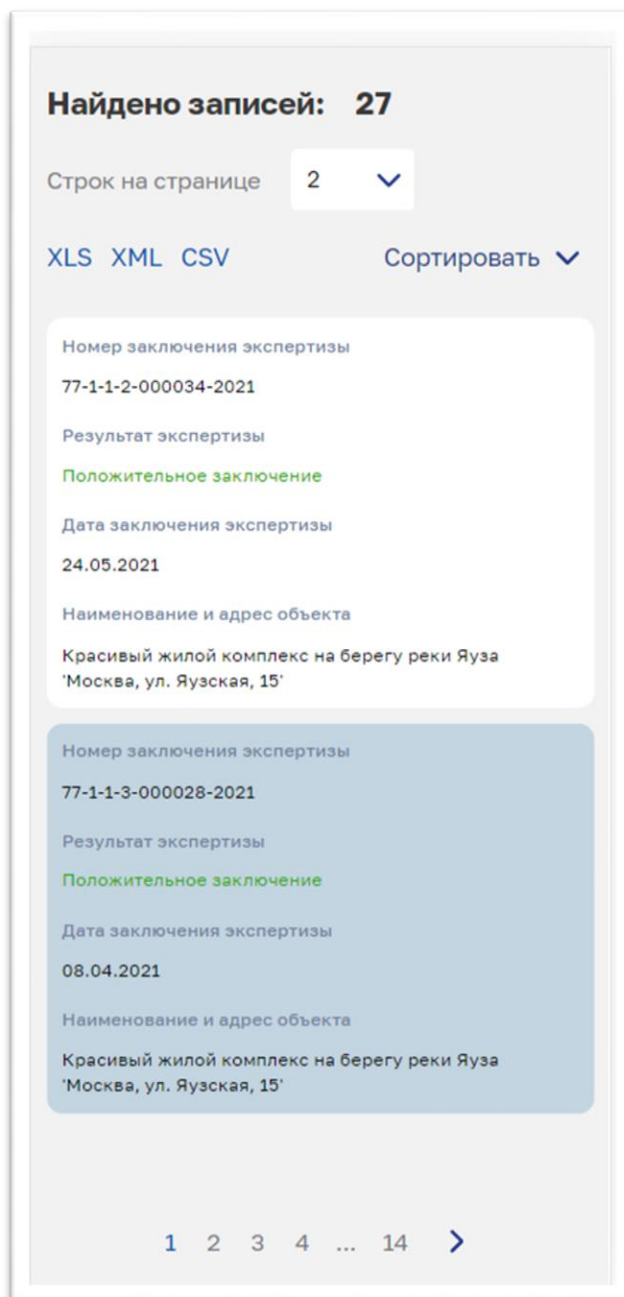 Найдено записей: 27
Строк на странице 2
XLS XML CSV Сортировать
Номер заключения экспертизы
77-1-1-2-000034-2021
Результат экспертизы
Положительное заключение
Дата заключения экспертизы
24.05.2021
Наименование и адрес объекта
Красивый жилой комплекс на берегу реки Яуза
'Москва, ул. Яузская, 15'
Номер заключения экспертизы
77-1-1-3-000028-2021
Результат экспертизы
Положительное заключение
Дата заключения экспертизы
08.04.2021
Наименование и адрес объекта
Красивый жилой комплекс на берегу реки Яуза
'Москва, ул. Яузская, 15'
1 2 3 4 ... 14 >